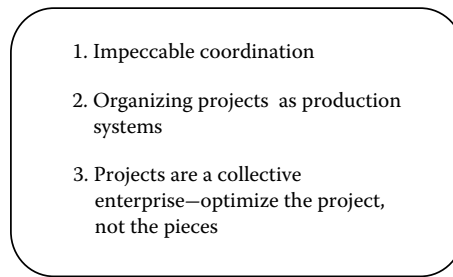 1. Impeccable coordination
2. Organizing projects as production
systems
3. Projects are a collective
enterprise—optimize the project,
not the pieces